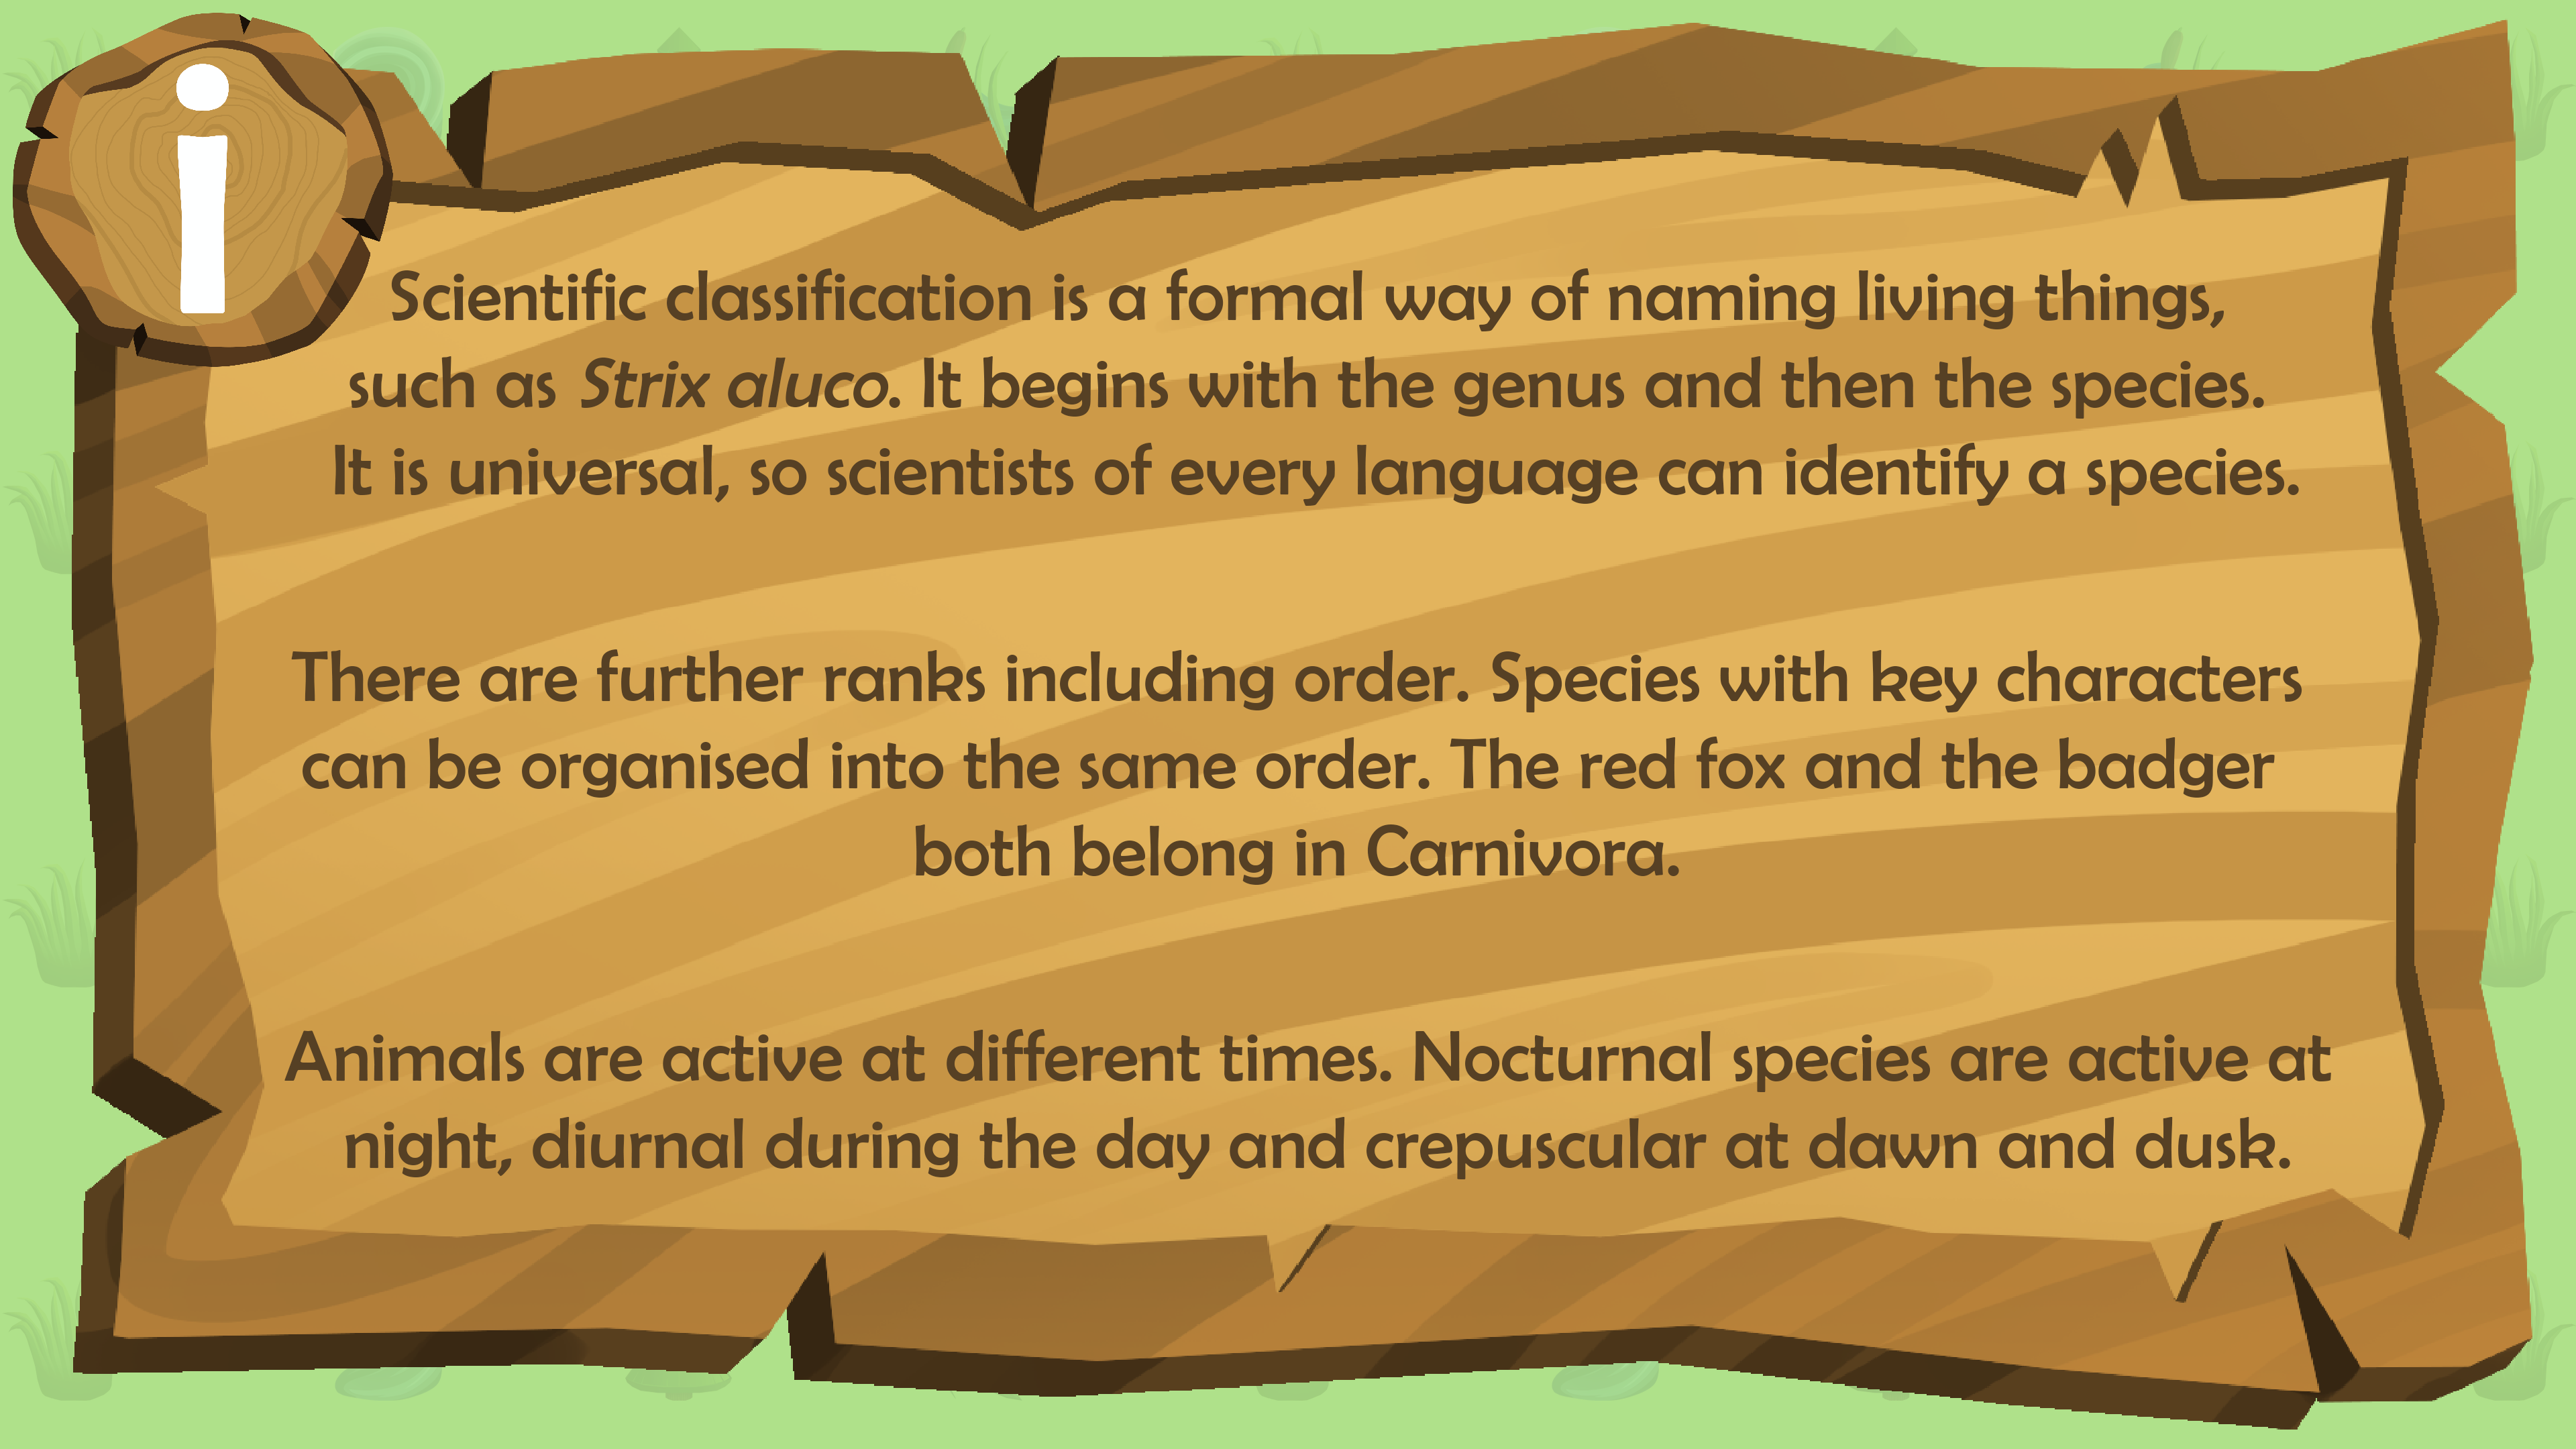 i
Scientific classification is a formal way of naming living things,
such as Strix aluco. It begins with the genus and then the species.
It is universal, so scientists of every language can identify a species.
There are further ranks including order. Species with key characters
can be organised into the same order. The red fox and the badger
both belong in Carnivora.
Animals are active at different times. Nocturnal species are active at
night, diurnal during the day and crepuscular at dawn and dusk.